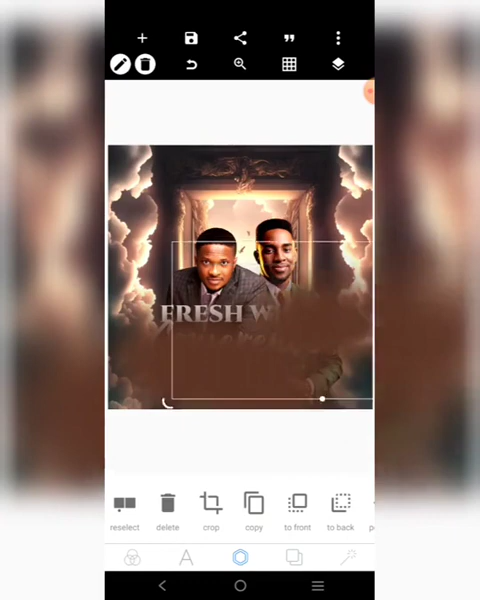 FRESH W
reselect
delete
crop
copy
to front
to back